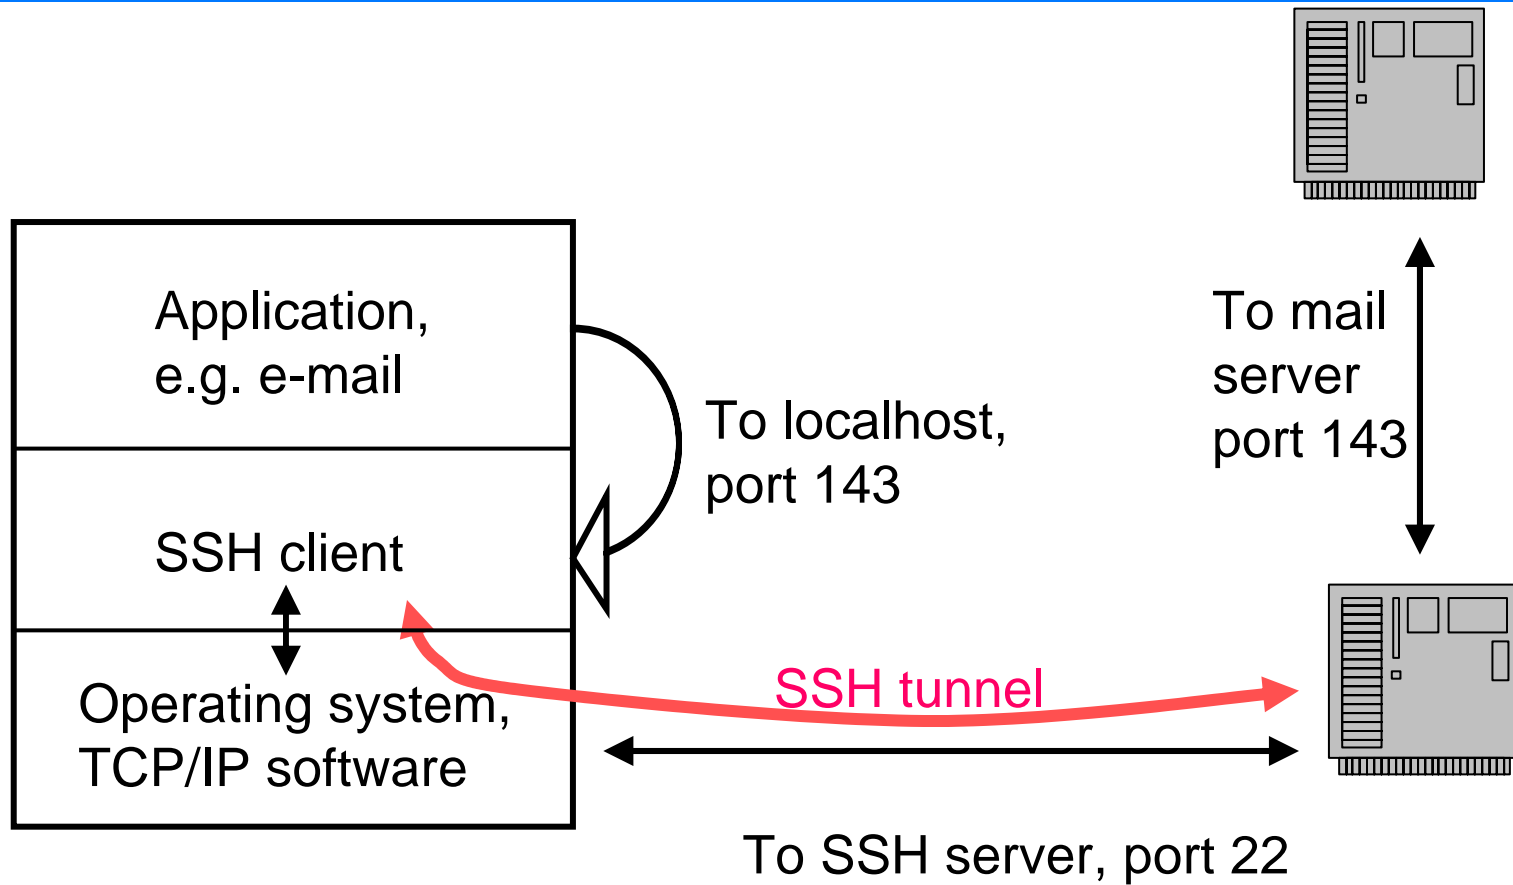 Application,
e.g. e-mail
To localhost,
port 143
SSH client
Operating system,
TCP/IP software
SSH tunnel
To SSH server, port 22
To mail
server
port 143